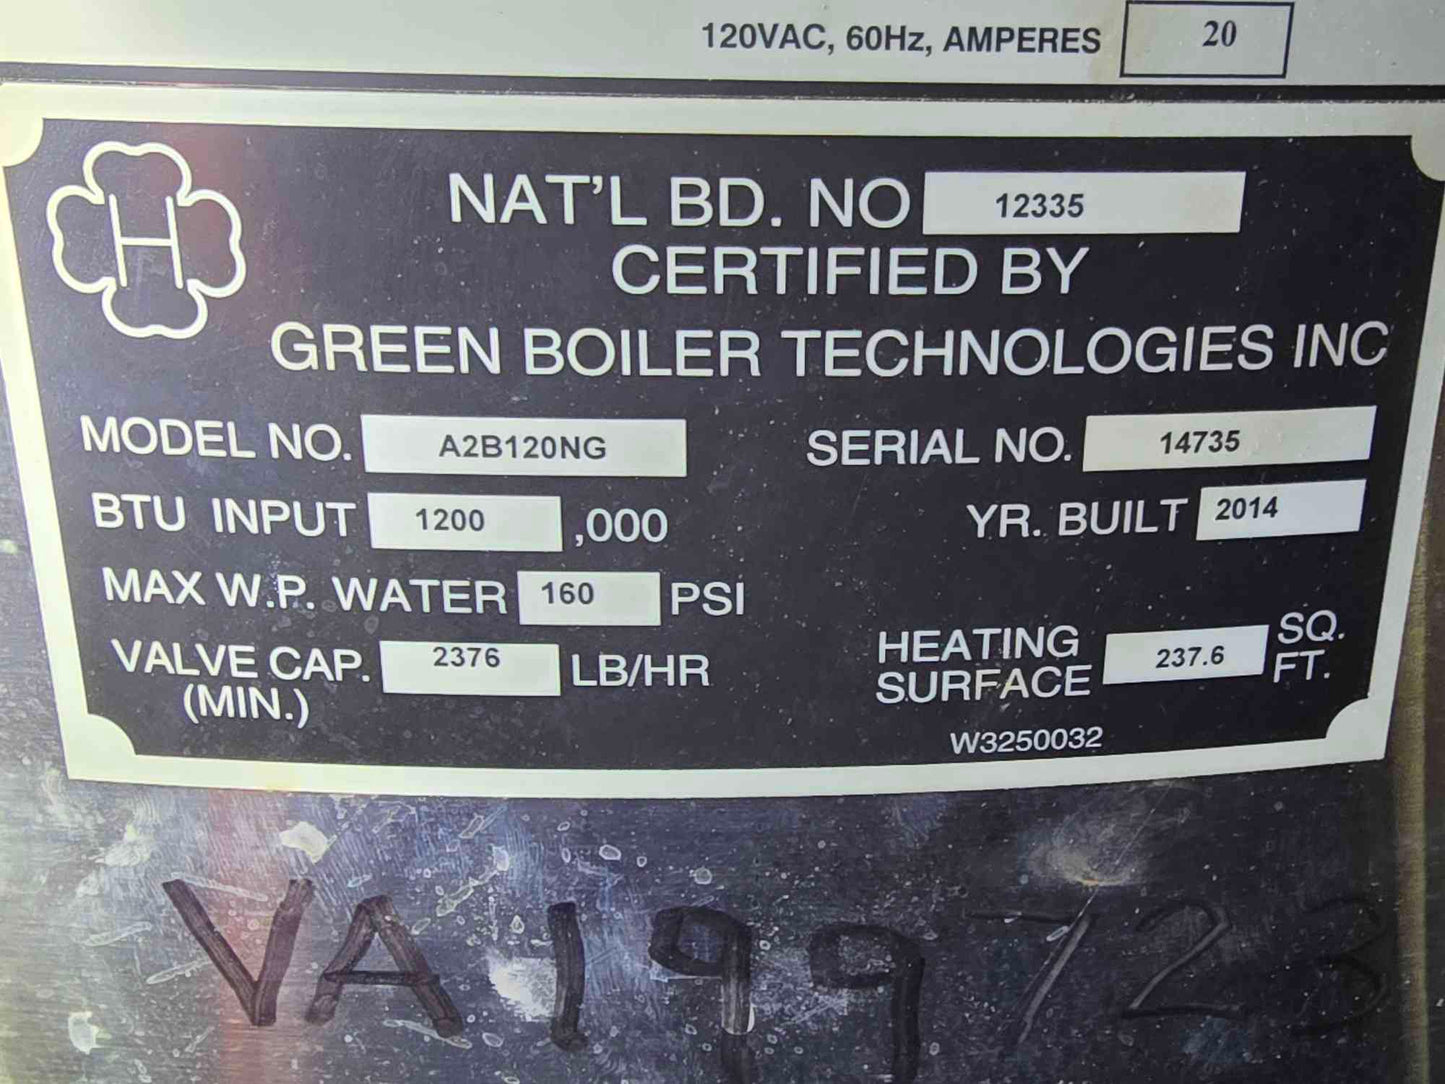 120VAC, 60Hz, AMPERES 20
H
NAT'L BD. NO 12335
CERTIFIED BY
GREEN BOILER TECHNOLOGIES INC
MODEL NO. A2B120NG SERIAL NO. 14735
BTU INPUT 1200 ,000 YR. BUILT 2014
MAX W.P. WATER 160 PSI
VALVE CAP. (MIN.) 2376 LB/HR HEATING SURFACE 237.6 SQ. FT.
W3250032
VA 199723